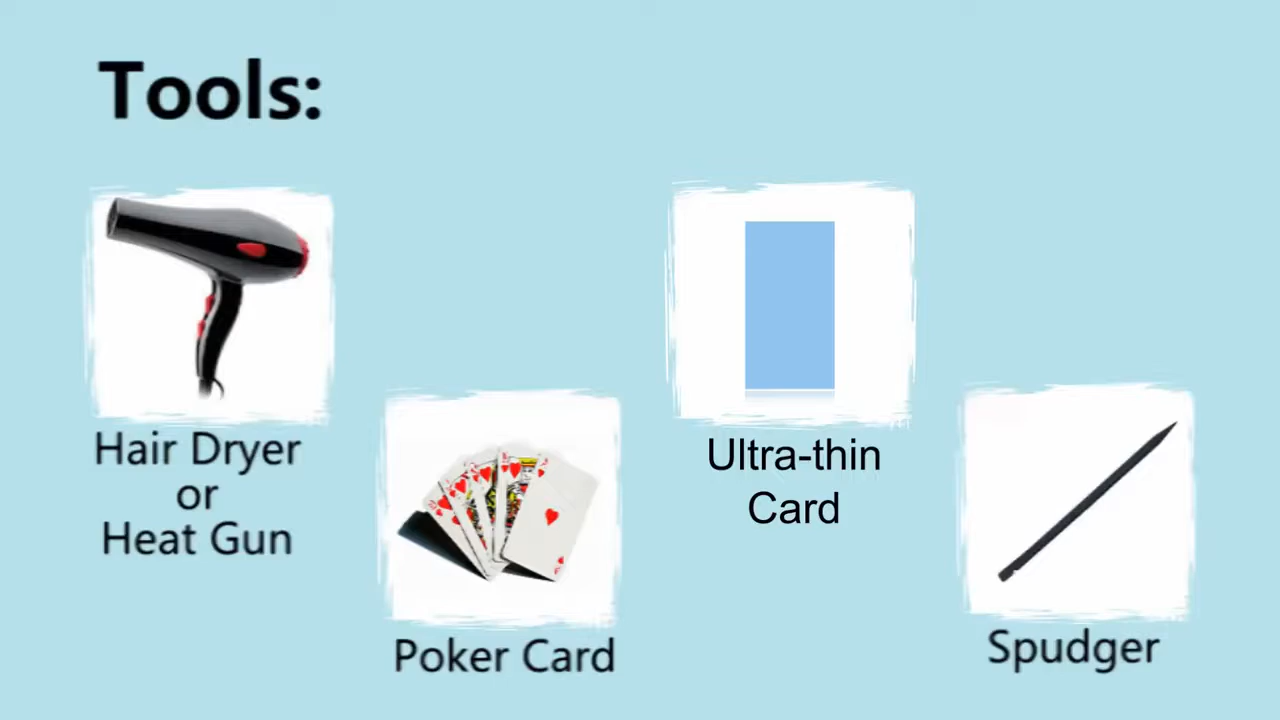 Tools:
Hair Dryer
or
Heat Gun
Poker Card
Ultra-thin
Card
Spudger